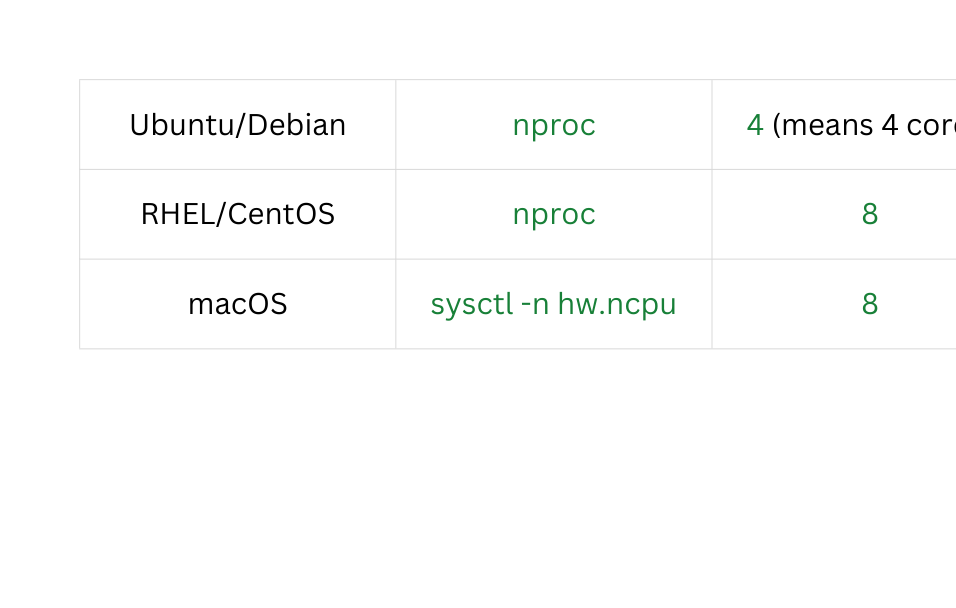 Ubuntu/Debian nproc 4 (means 4
RHEL/CentOS nproc 8
macOS sysctl -n hw.ncpu 8